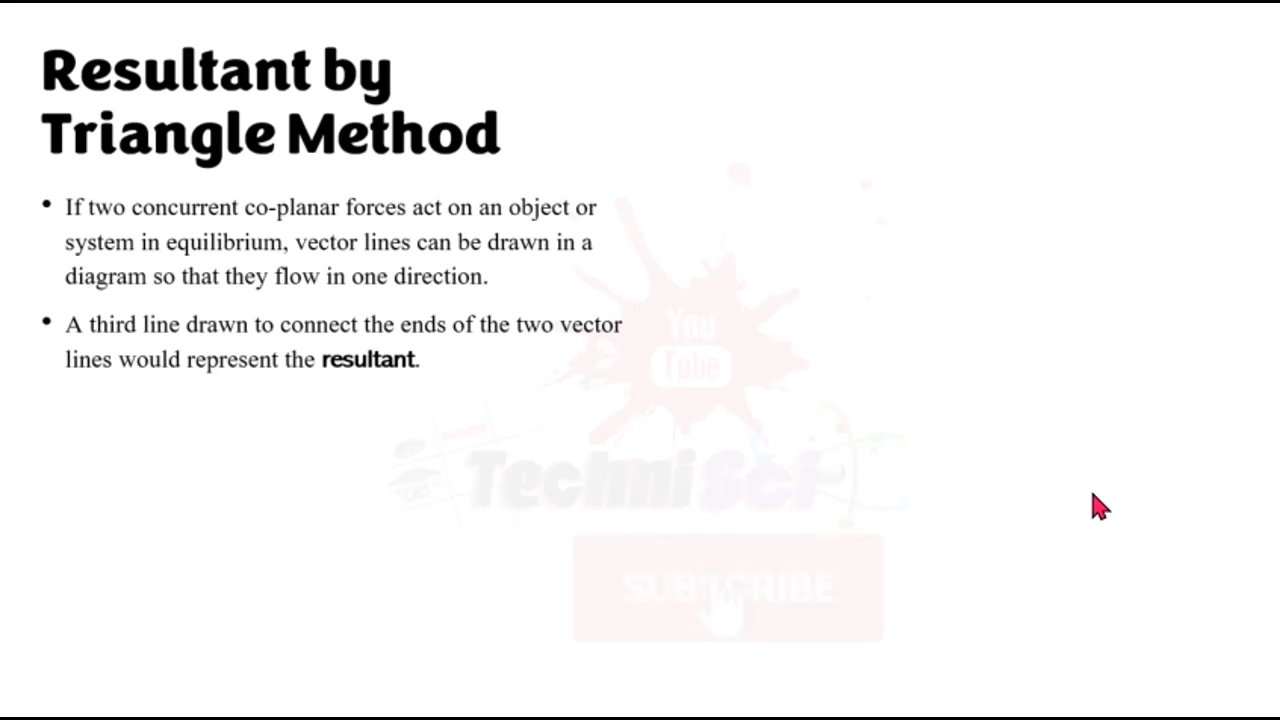 Resultant by
Triangle Method
• If two concurrent co-planar forces act on an object or
system in equilibrium, vector lines can be drawn in a
diagram so that they flow in one direction.
• A third line drawn to connect the ends of the two vector
lines would represent the resultant.
You
Tube
TechniSci
SUBSCRIBE